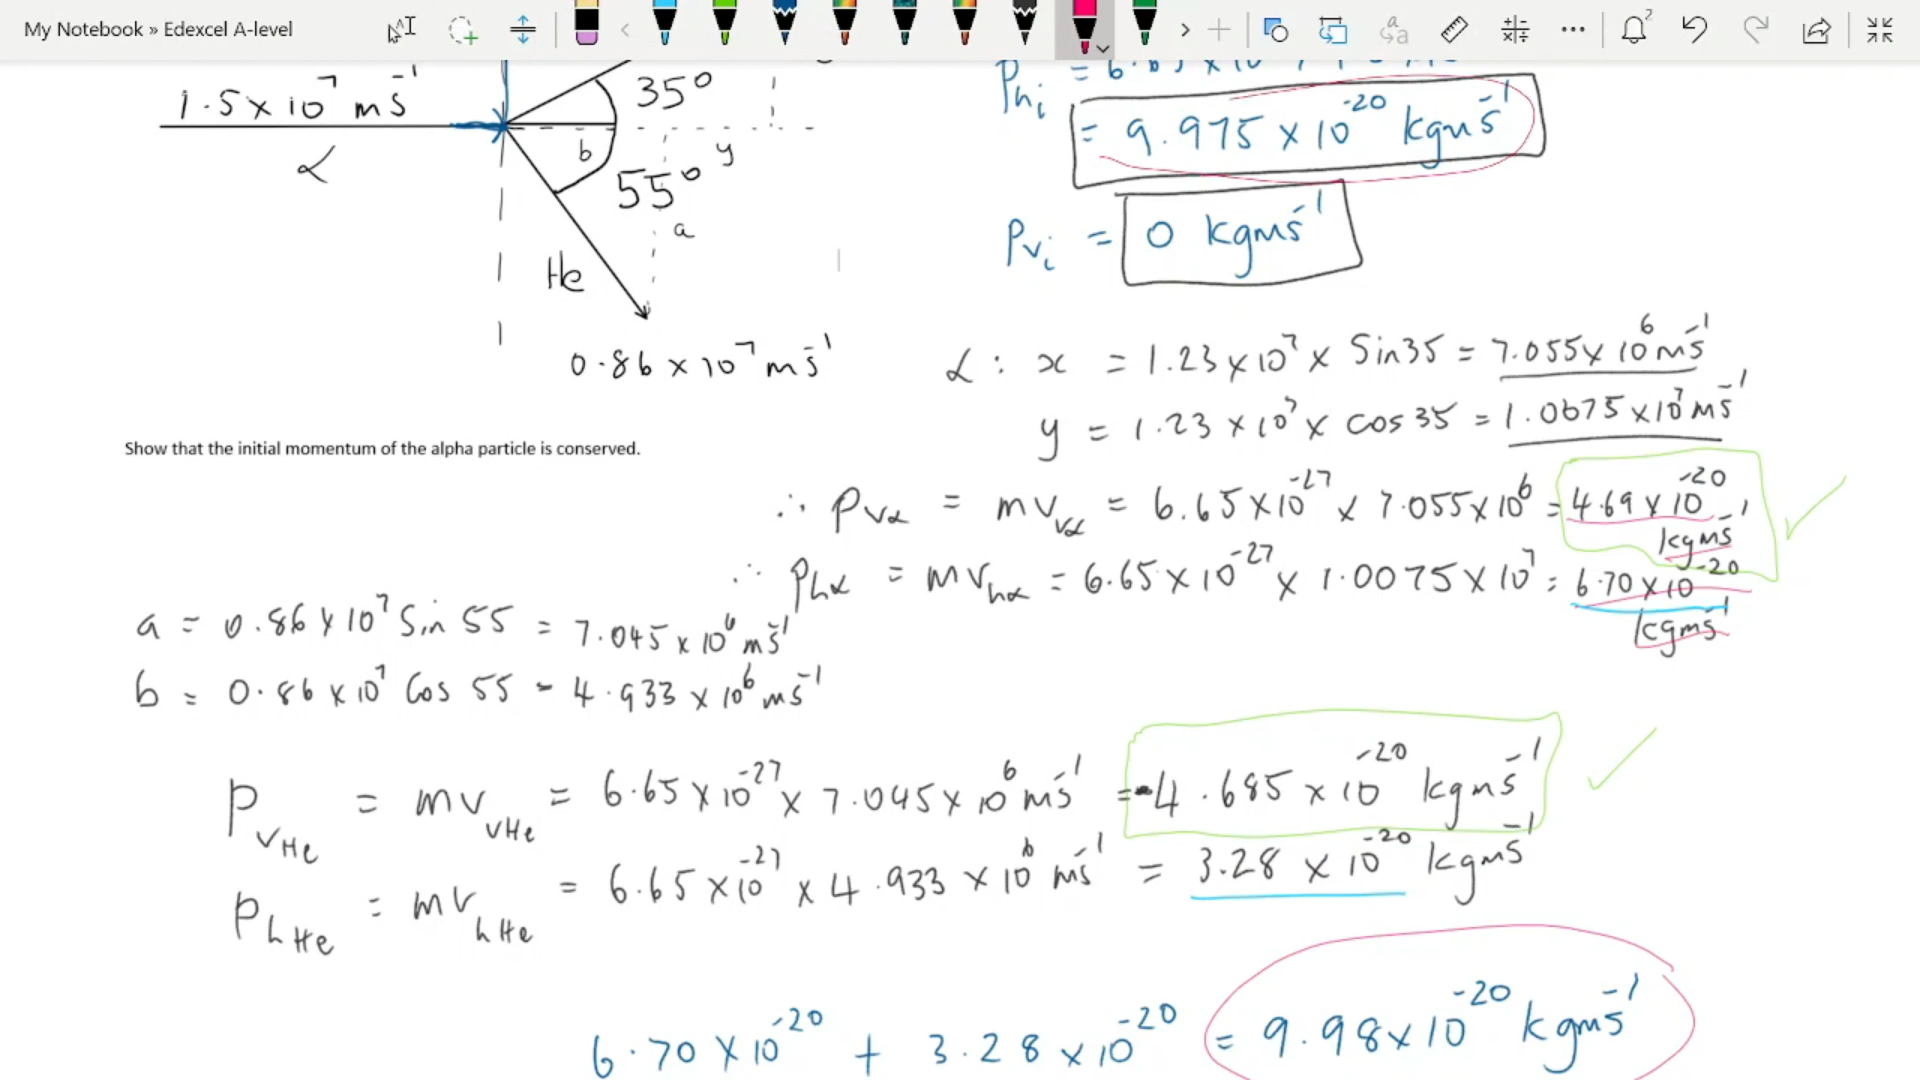 My Notebook » Edexcel A-level
1.5 x 10⁷ ms⁻¹
α
35°
b
y
55°
a
He
0.86 x 10⁷ ms⁻¹
Show that the initial momentum of the alpha particle is conserved.
Phi
= 9.975 x 10⁻²⁰ kgms⁻¹
Pvi = 0 kgms⁻¹
α: x = 1.23 x 10⁷ x Sin35 = 7.055 x 10⁶ ms⁻¹
y = 1.23 x 10⁷ x cos35 = 1.0075 x 10⁷ ms⁻¹
∴ Pvα = mvvα = 6.65 x 10⁻²⁷ x 7.055 x 10⁶ = 4.69 x 10⁻²⁰ kgms⁻¹
∴ Phα = mvhα = 6.65 x 10⁻²⁷ x 1.0075 x 10⁷ = 6.70 x 10⁻²⁰ kgms⁻¹
a = 0.86 x 10⁷ Sin 55 = 7.045 x 10⁶ ms⁻¹
b = 0.86 x 10⁷ Cos 55 = 4.933 x 10⁶ ms⁻¹
PvHe = mvvHe = 6.65 x 10⁻²⁷ x 7.045 x 10⁶ ms⁻¹ = -4.685 x 10⁻²⁰ kgms⁻¹
PhHe = mvhHe = 6.65 x 10⁻²⁷ x 4.933 x 10⁶ ms⁻¹ = 3.28 x 10⁻²⁰ kgms⁻¹
6.70 x 10⁻²⁰ + 3.28 x 10⁻²⁰ = 9.98 x 10⁻²⁰ kgms⁻¹